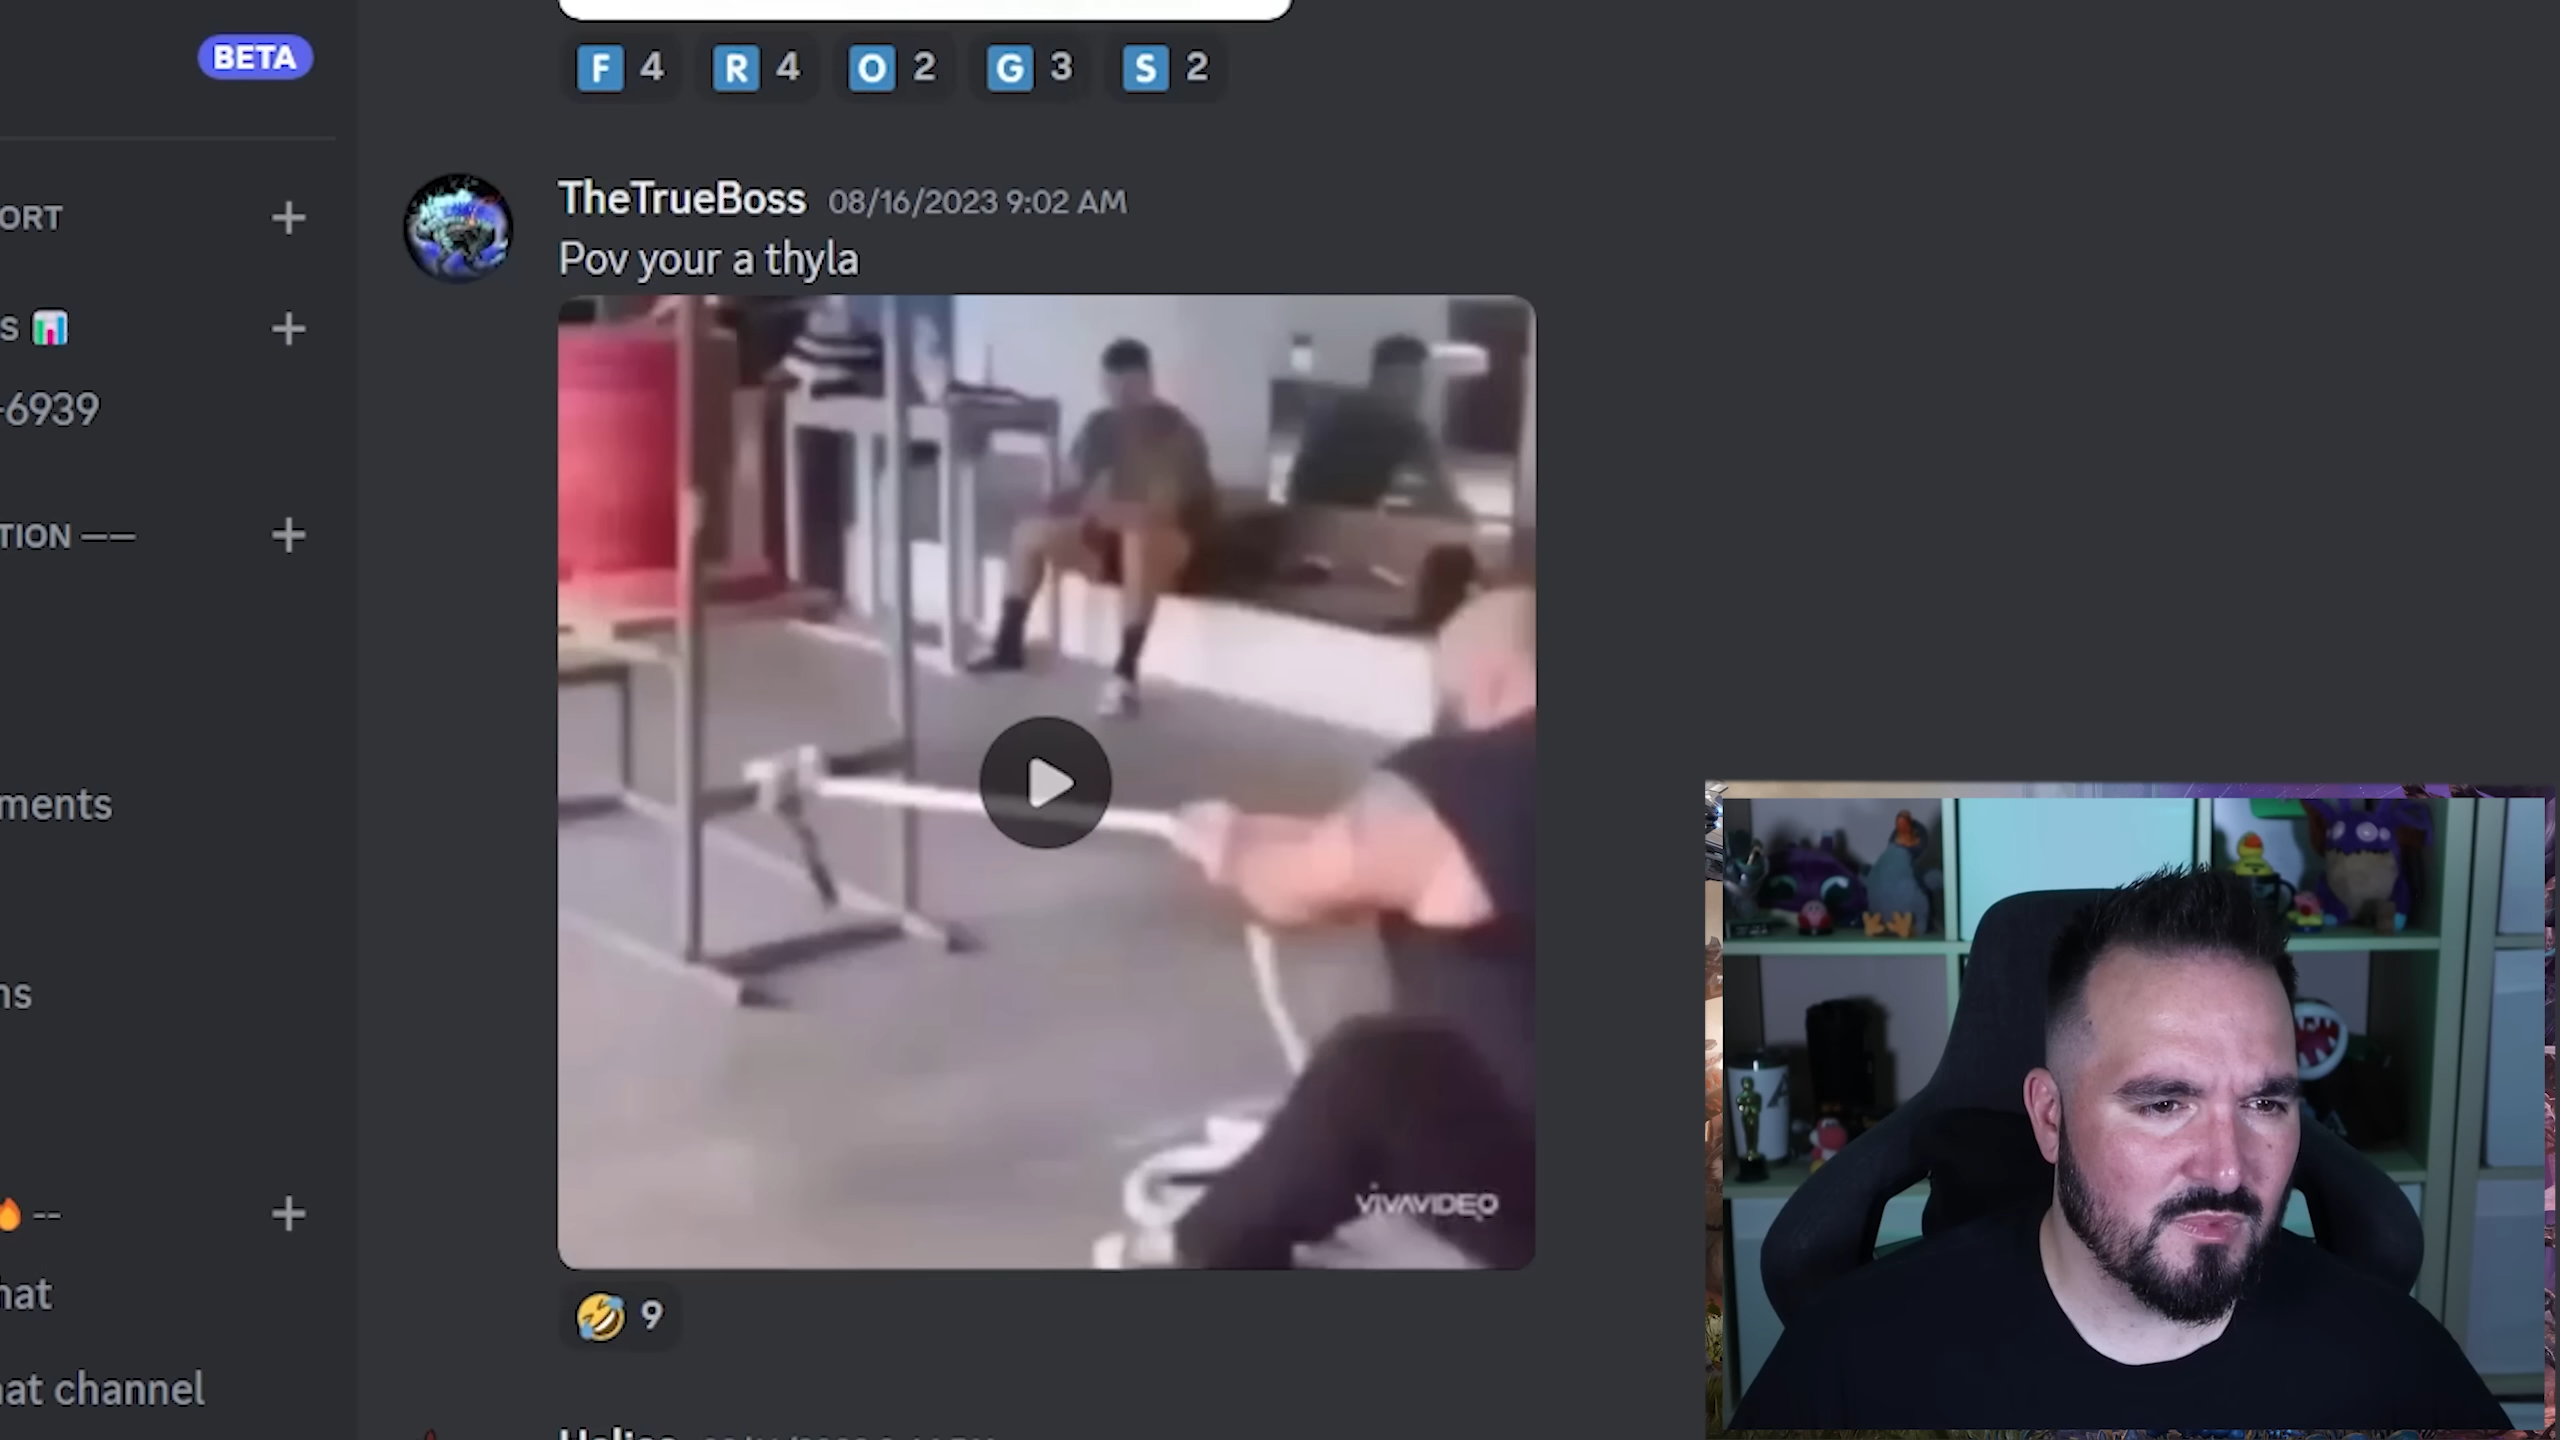 BETA
F 4 R 4 O 2 G 3 S 2
ORT
TheTrueBoss 08/16/2023 9:02 AM
Pov your a thyla
S
-6939
TION ——
ments
ns
VIVAVIDEO
--
hat
9
hat channel